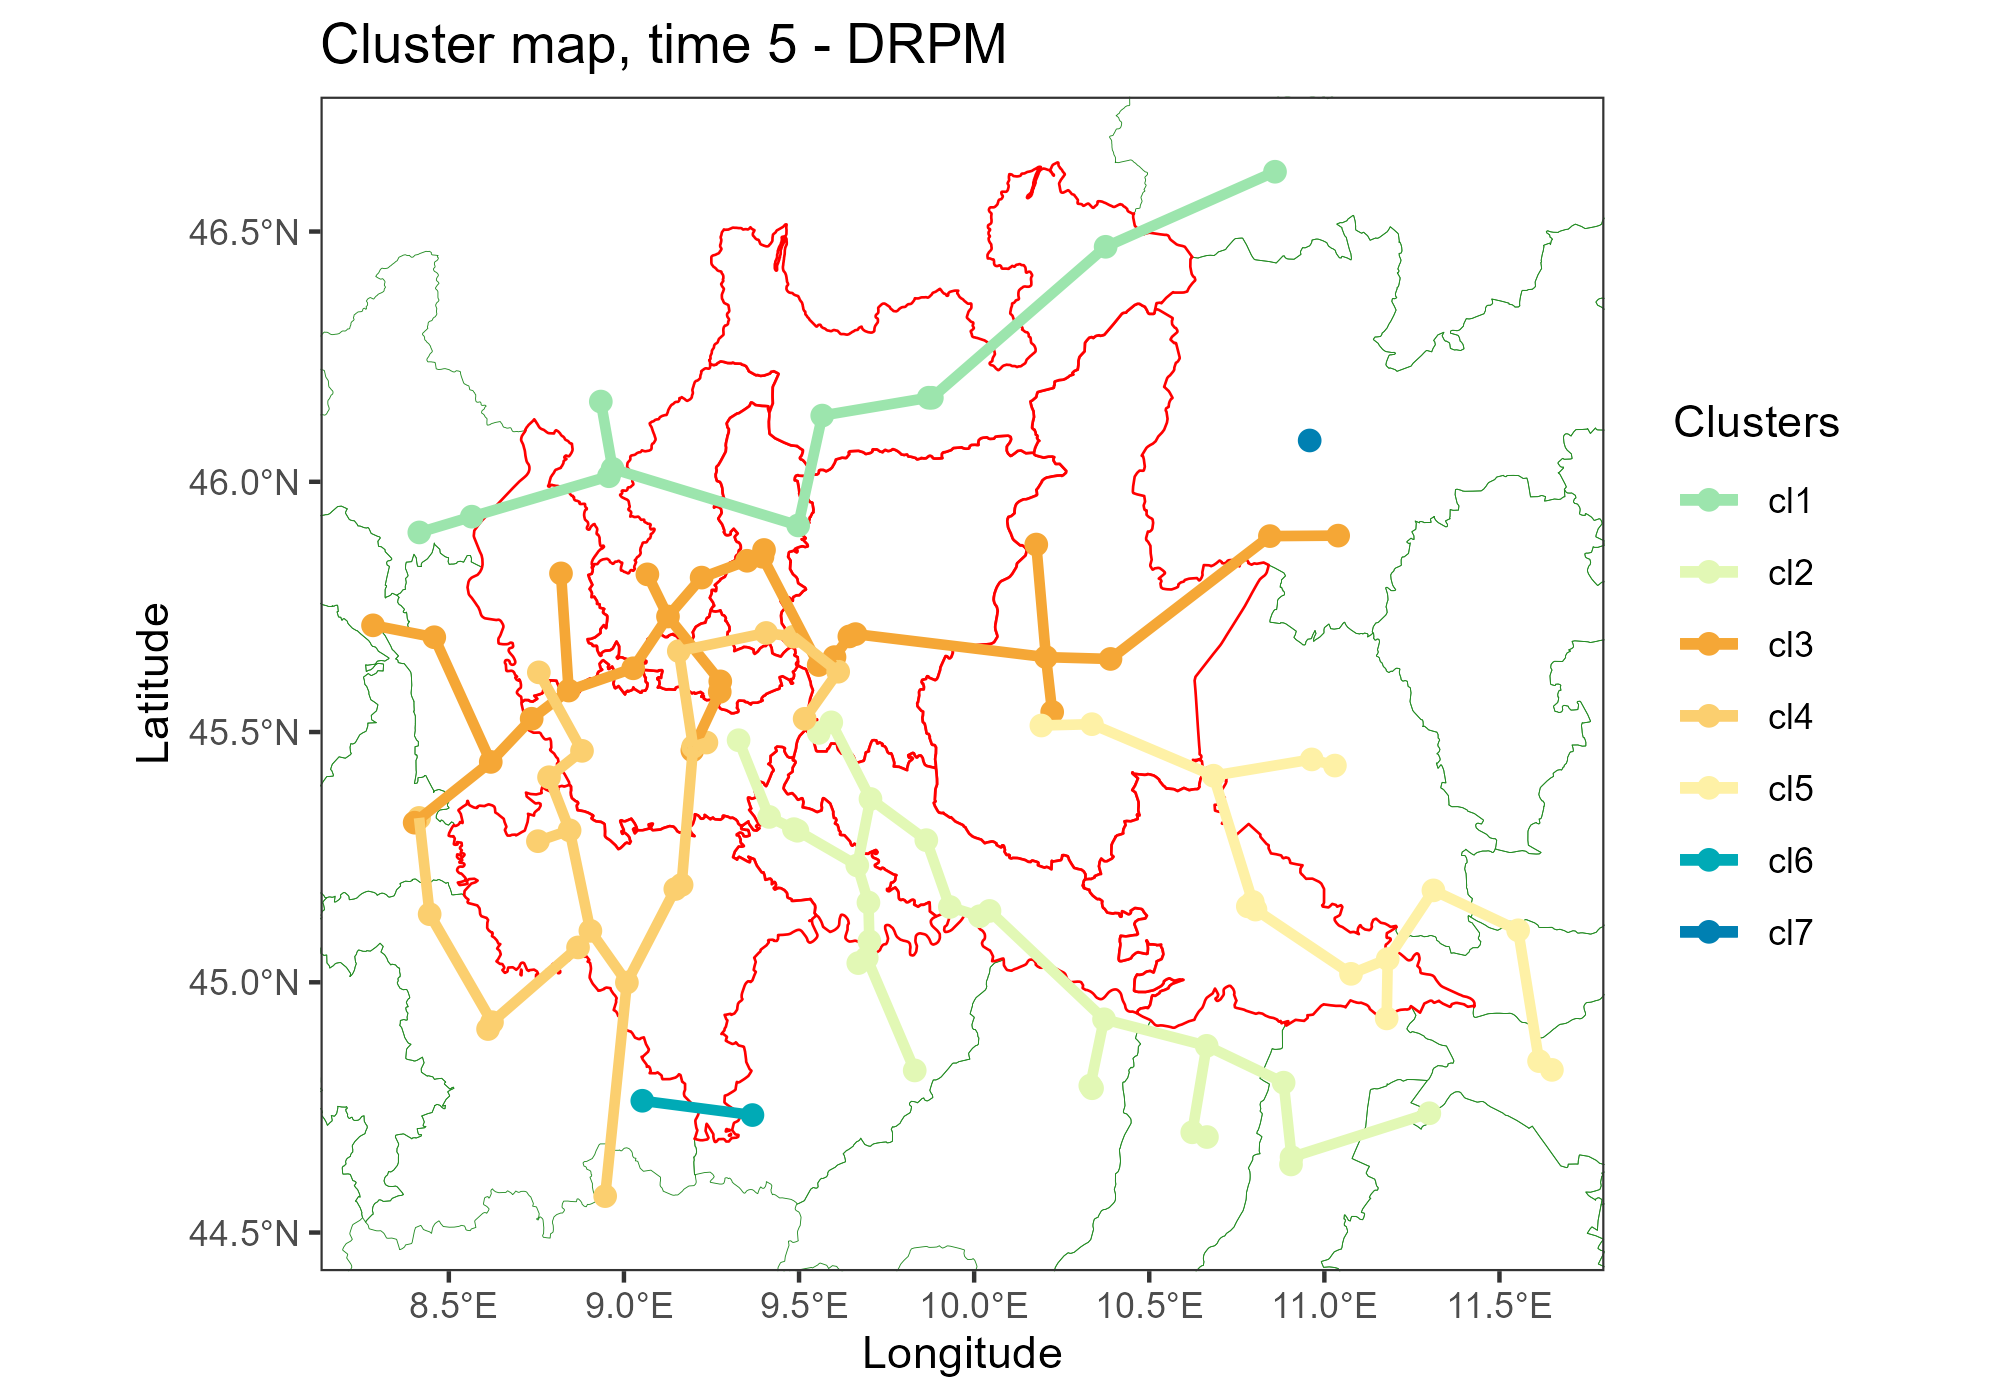 Cluster map, time 5 - DRPM
46.5°N
46.0°N
45.5°N
45.0°N
44.5°N
Latitude
8.5°E
9.0°E
9.5°E
10.0°E
10.5°E
11.0°E
11.5°E
Longitude
Clusters
cl1
cl2
cl3
cl4
cl5
cl6
cl7